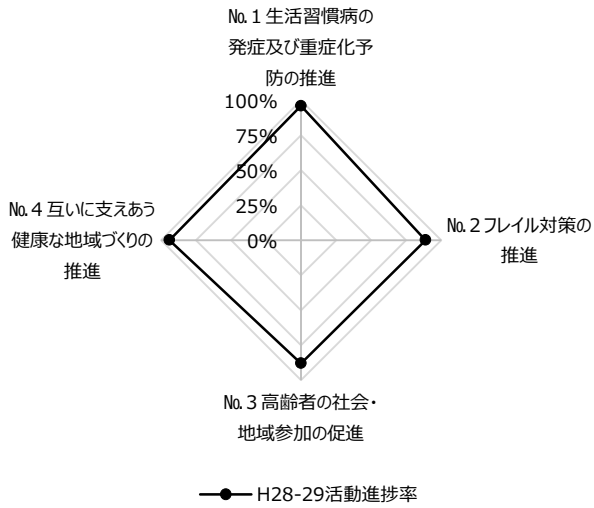 №１生活習慣病の
発症及び重症化予
防の推進
100%
75%
50%
25%
0%
№４互いに支えあう
健康な地域づくりの
推進
№２フレイル対策の
推進
№３高齢者の社会・
地域参加の促進
H28-29活動進捗率